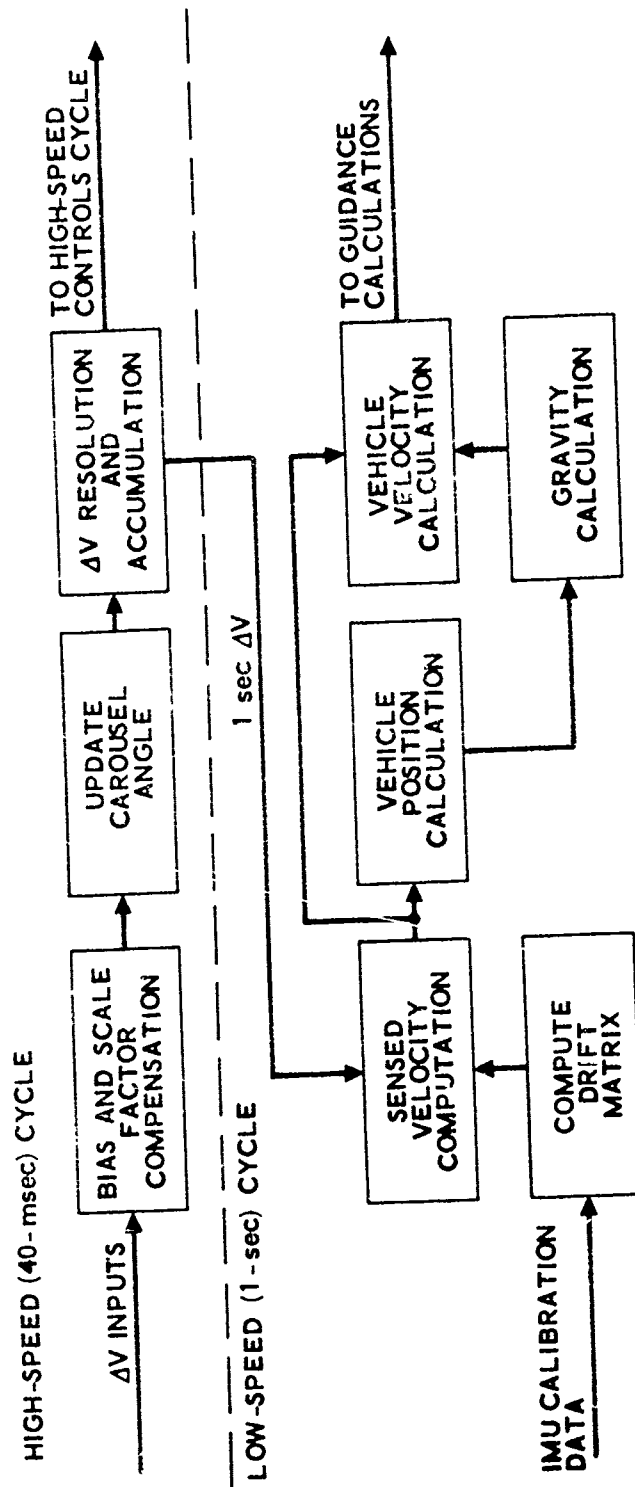 HIGH-SPEED (40-msec) CYCLE
ΔV INPUTS
BIAS AND SCALE
FACTOR
COMPENSATION
UPDATE
CAROUSEL
ANGLE
ΔV RESOLUTION
AND
ACCUMULATION
TO HIGH-SPEED
CONTROLS CYCLE
LOW-SPEED (1-sec) CYCLE
1 sec ΔV
SENSED
VELOCITY
COMPUTATION
VEHICLE
POSITION
CALCULATION
VEHICLE
VELOCITY
CALCULATION
TO GUIDANCE
CALCULATIONS
IMU CALIBRATION
DATA
COMPUTE
DRIFT
MATRIX
GRAVITY
CALCULATION